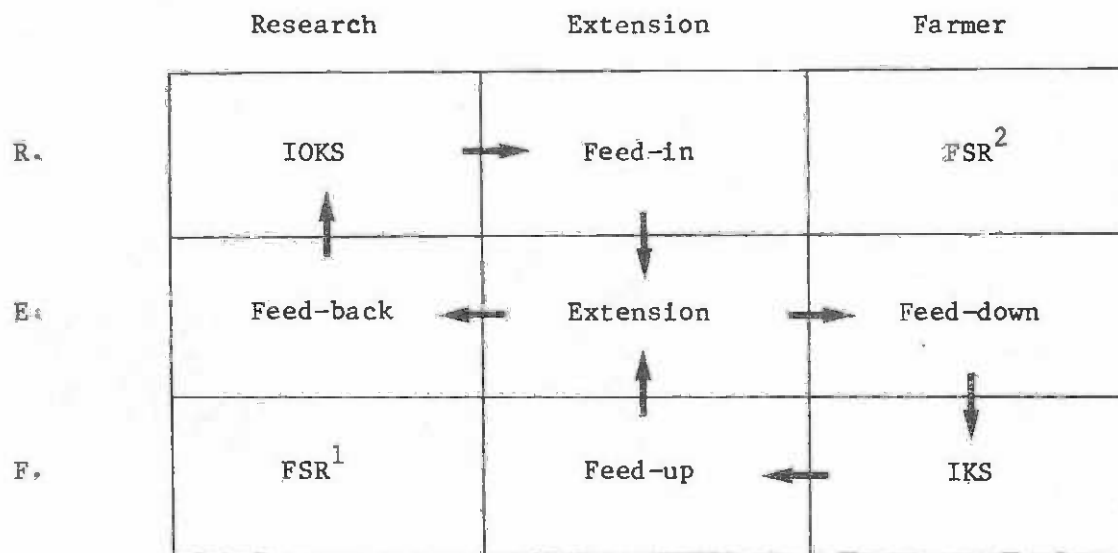 Research Extension Farmer
R. IOKS Feed-in FSR²
E: Feed-back Extension Feed-down
F. FSR¹ Feed-up IKS